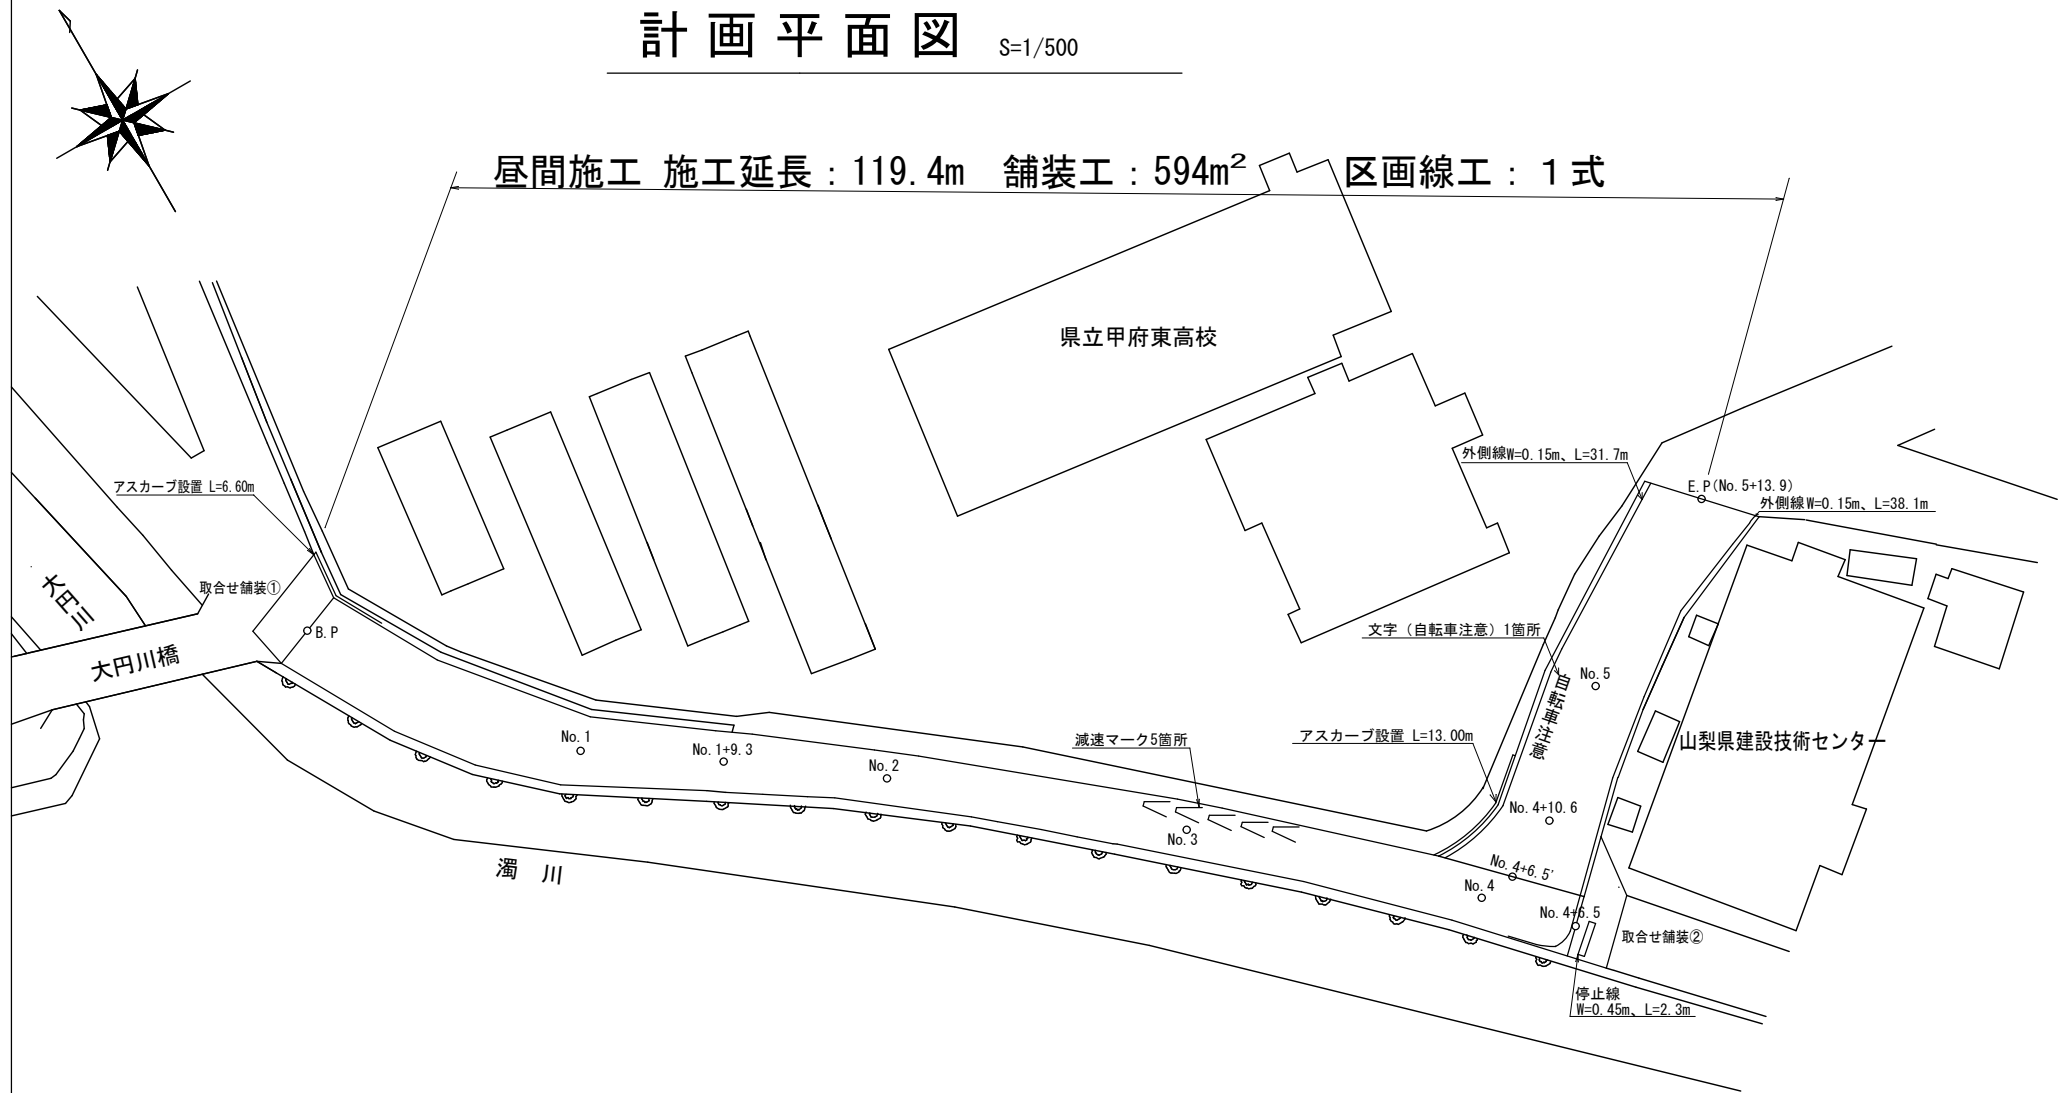 計画平面図 S=1/500
昼間施工 施工延長：119.4m 舗装工：594m² 区画線工：１式
県立甲府東高校
外側線W=0.15m、L=31.7m
アスカーブ設置 L=6.60m
E.P(No.5+13.9)
外側線W=0.15m、L=38.1m
取合せ舗装①
大円川
B.P
文字（自転車注意）1箇所
大円川橋
No.5
自転車注意
No.1
No.1+9.3
No.2
減速マーク5箇所
アスカーブ設置 L=13.00m
山梨県建設技術センター
No.3
No.4+10.6
濁川
No.4+6.5'
No.4
No.4+6.5
取合せ舗装②
停止線
W=0.45m、L=2.3m